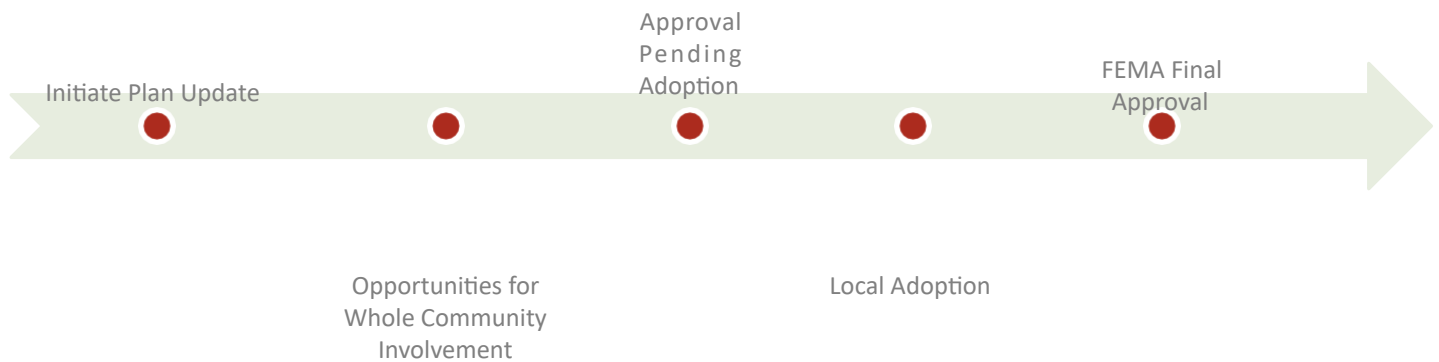 Initiate Plan Update
Opportunities for
Whole Community
Involvement
Approval
Pending
Adoption
Local Adoption
FEMA Final
Approval